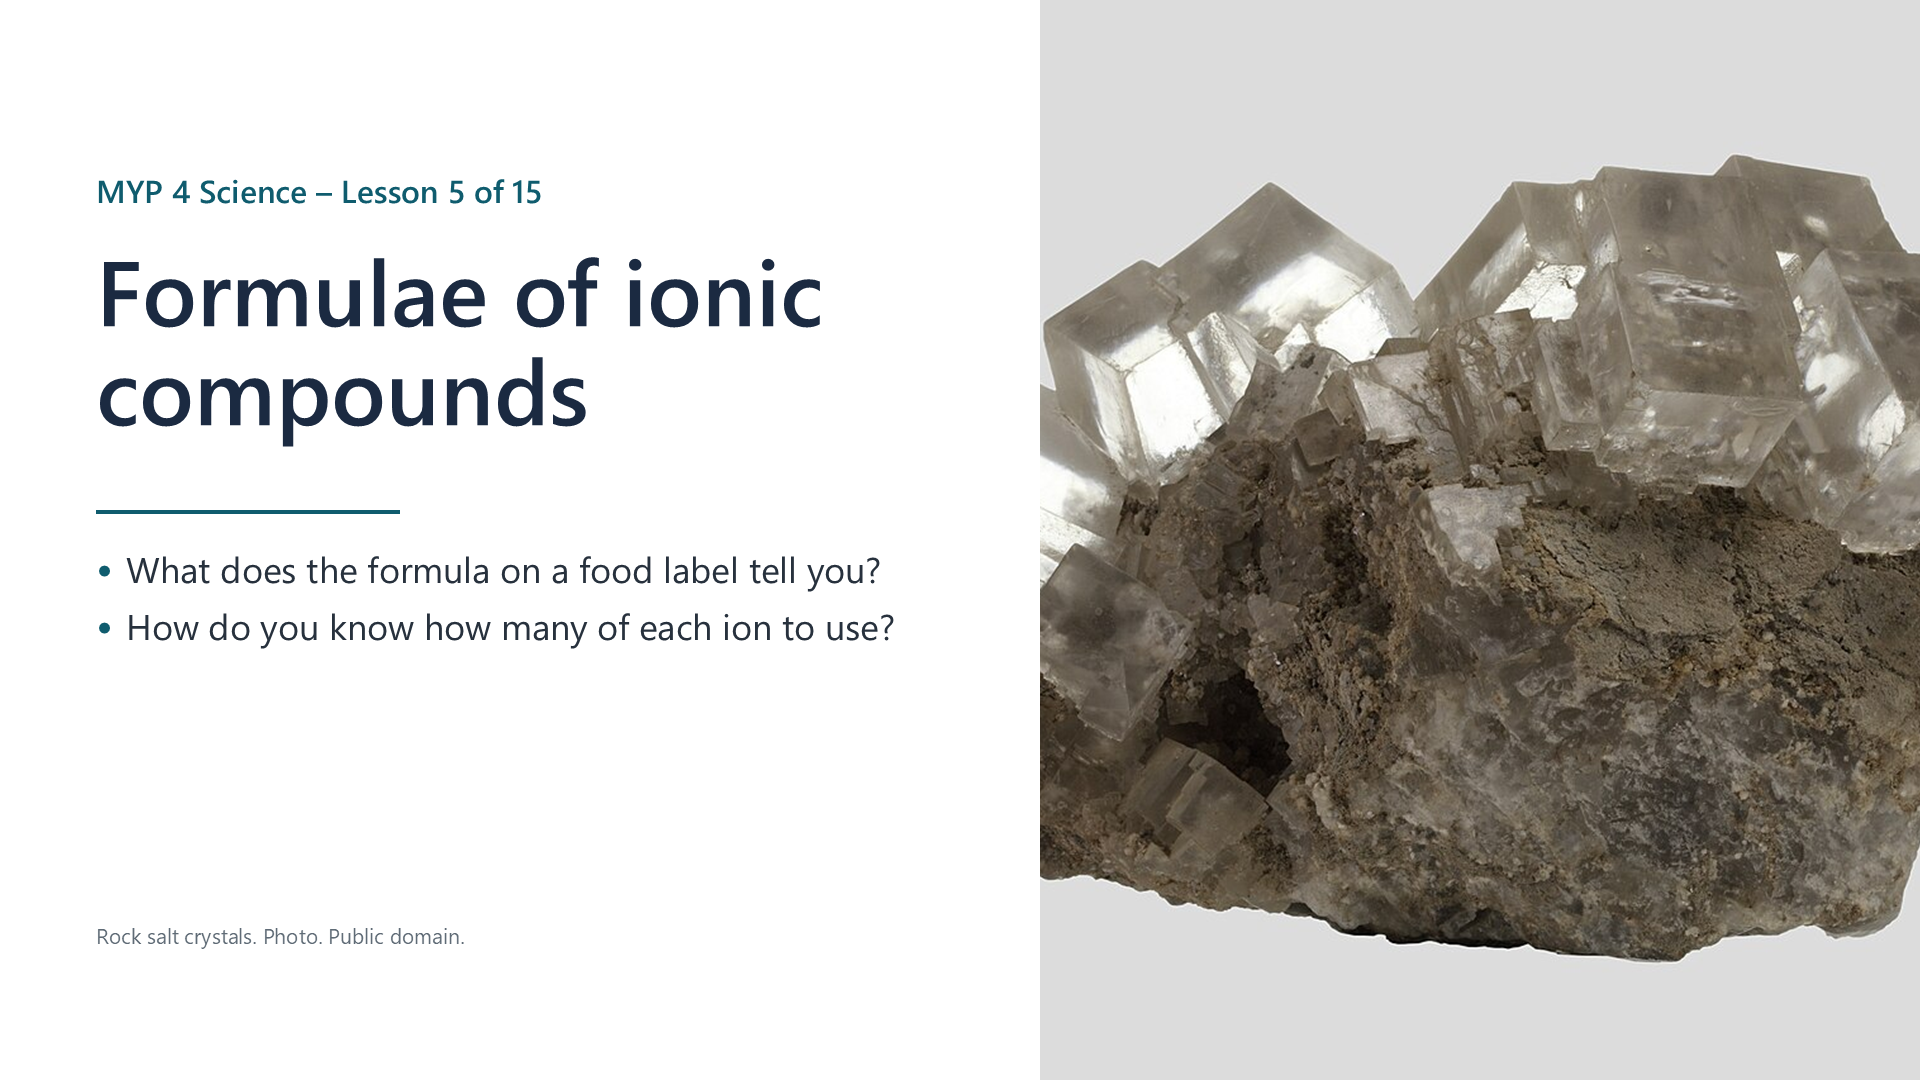 MYP 4 Science – Lesson 5 of 15
Formulae of ionic
compounds
• What does the formula on a food label tell you?
• How do you know how many of each ion to use?
Rock salt crystals. Photo. Public domain.